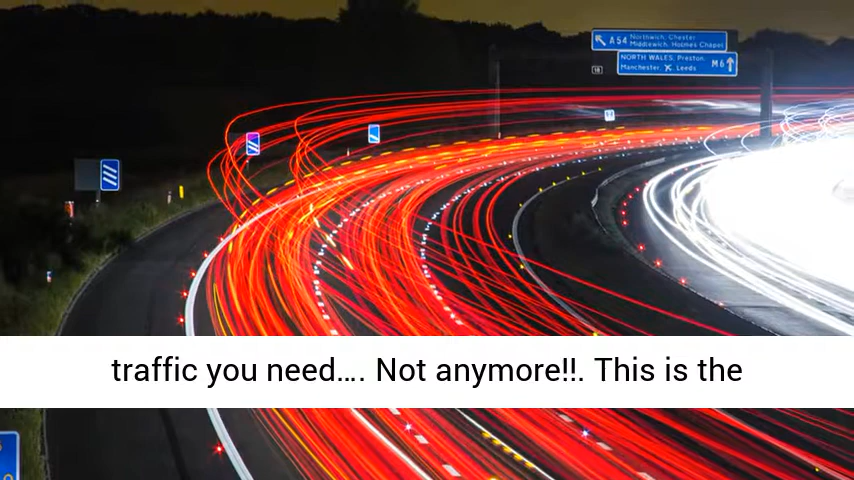 A54 Northwich, Chester
Middlewich, Holmes Chapel
NORTH WALES, Preston
Manchester Leeds M6
18
traffic you need.... Not anymore!!. This is the